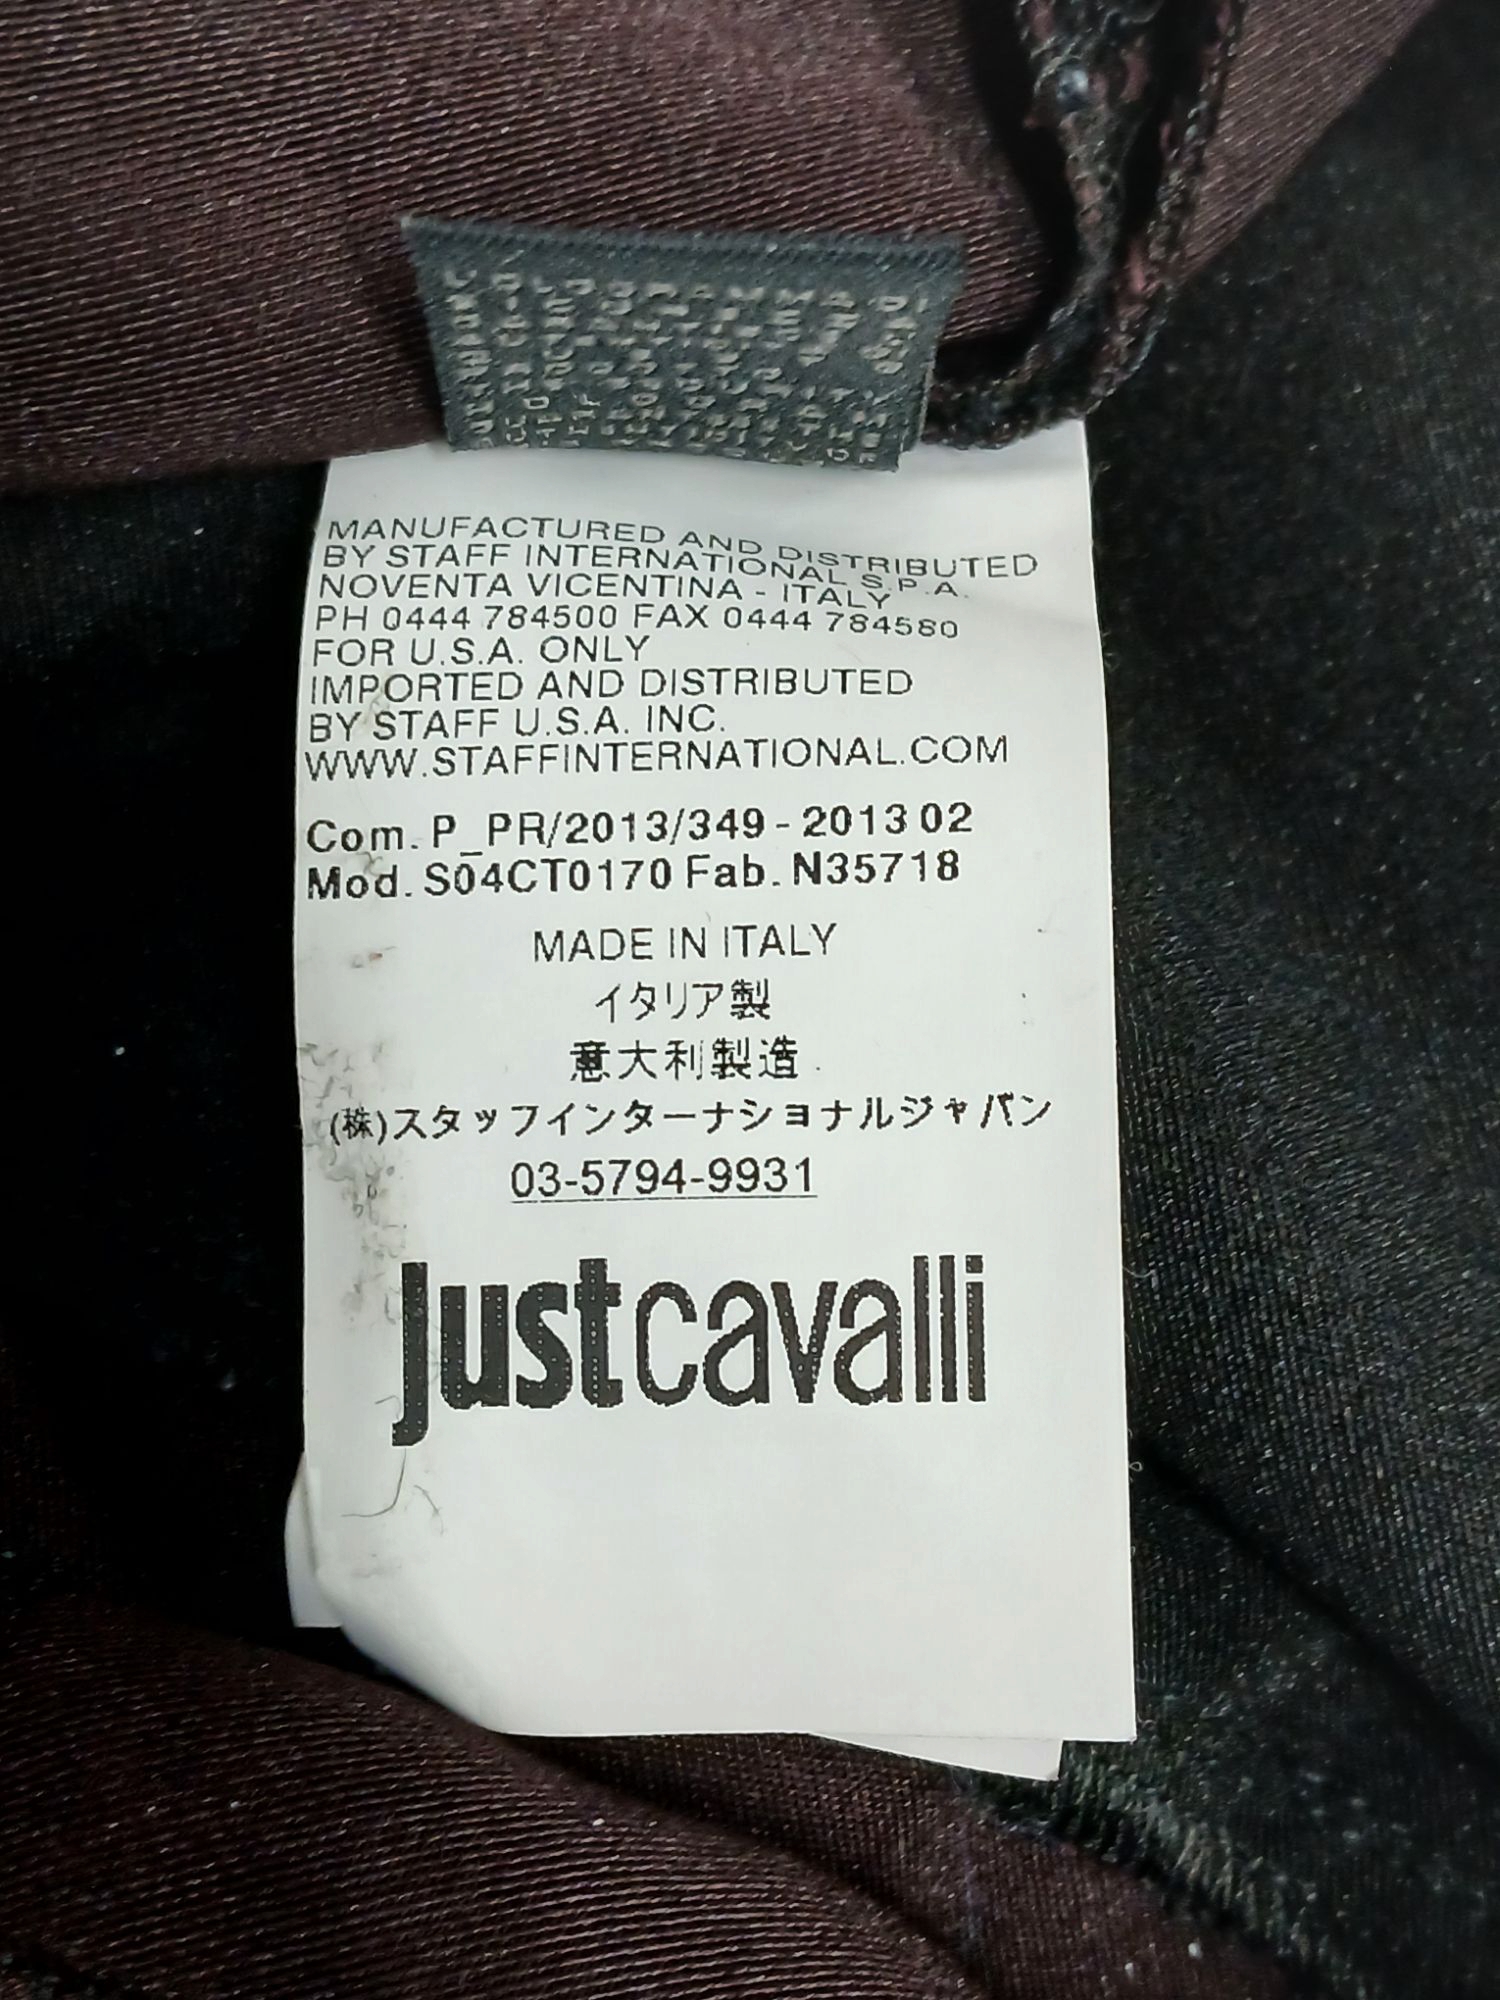 MANUFACTURED AND DISTRIBUTED
BY STAFF INTERNATIONAL S.P.A.
NOVENTA VICENTINA - ITALY
PH 0444 784500 FAX 0444 784580
FOR U.S.A. ONLY
IMPORTED AND DISTRIBUTED
BY STAFF U.S.A. INC.
WWW.STAFFINTERNATIONAL.COM
Com. P_PR/2013/349 - 2013 02
Mod. S04CT0170 Fab. N35718
MADE IN ITALY
イタリア製
意大利製造
(株)スタッフインターナショナルジャパン
03-5794-9931
justcavalli